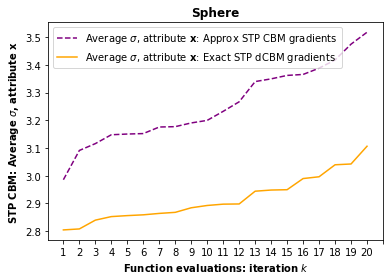 Sphere
Average σ, attribute x: Approx STP CBM gradients
Average σ, attribute x: Exact STP dCBM gradients
STP CBM: Average σ, attribute x
3.5
3.4
3.3
3.2
3.1
3.0
2.9
2.8
1 2 3 4 5 6 7 8 9 10 11 12 13 14 15 16 17 18 19 20
Function evaluations: iteration k